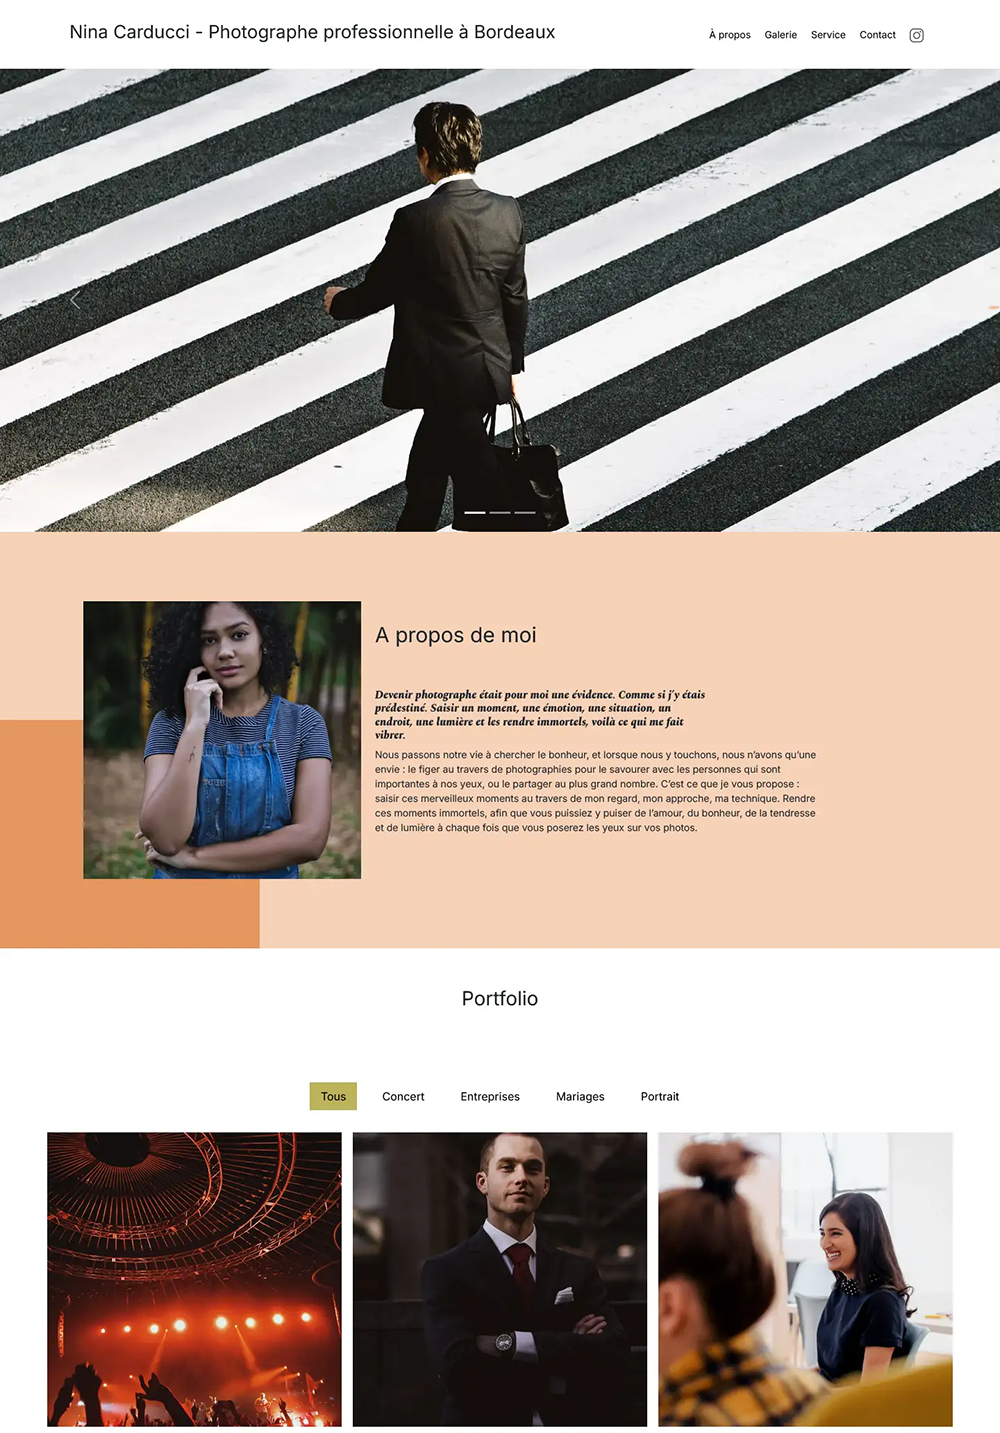 Nina Carducci - Photographe professionnelle à Bordeaux
À propos Galerie Service Contact
A propos de moi
Devenir photographe était pour moi une évidence. Comme si j'y étais
prédestiné. Saisir un moment, une émotion, une situation, un
endroit, une lumière et les rendre immortels, voilà ce qui me fait
vibrer.
Nous passons notre vie à chercher le bonheur, et lorsque nous y touchons, nous n’avons qu’une
envie : le figer au travers de photographies pour le savourer avec les personnes qui sont
importantes à nos yeux, ou le partager au plus grand nombre. C’est ce que je vous propose :
saisir ces merveilleux moments au travers de mon regard, mon approche, ma technique. Rendre
ces moments immortels, afin que vous puissiez y puiser de l’amour, du bonheur, de la tendresse
et de lumière à chaque fois que vous poserez les yeux sur vos photos.
Portfolio
Tous Concert Entreprises Mariages Portrait